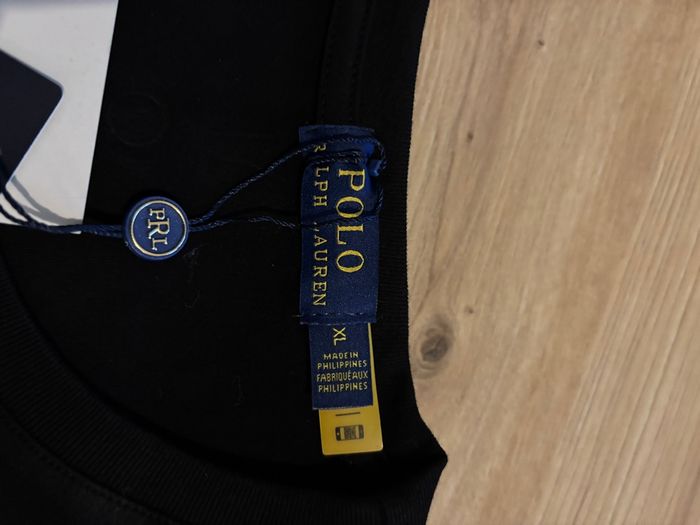 PRL
POLO
RALPH LAUREN
XL
MADE IN
PHILIPPINES
FABRIQUÉ AUX
PHILIPPINES